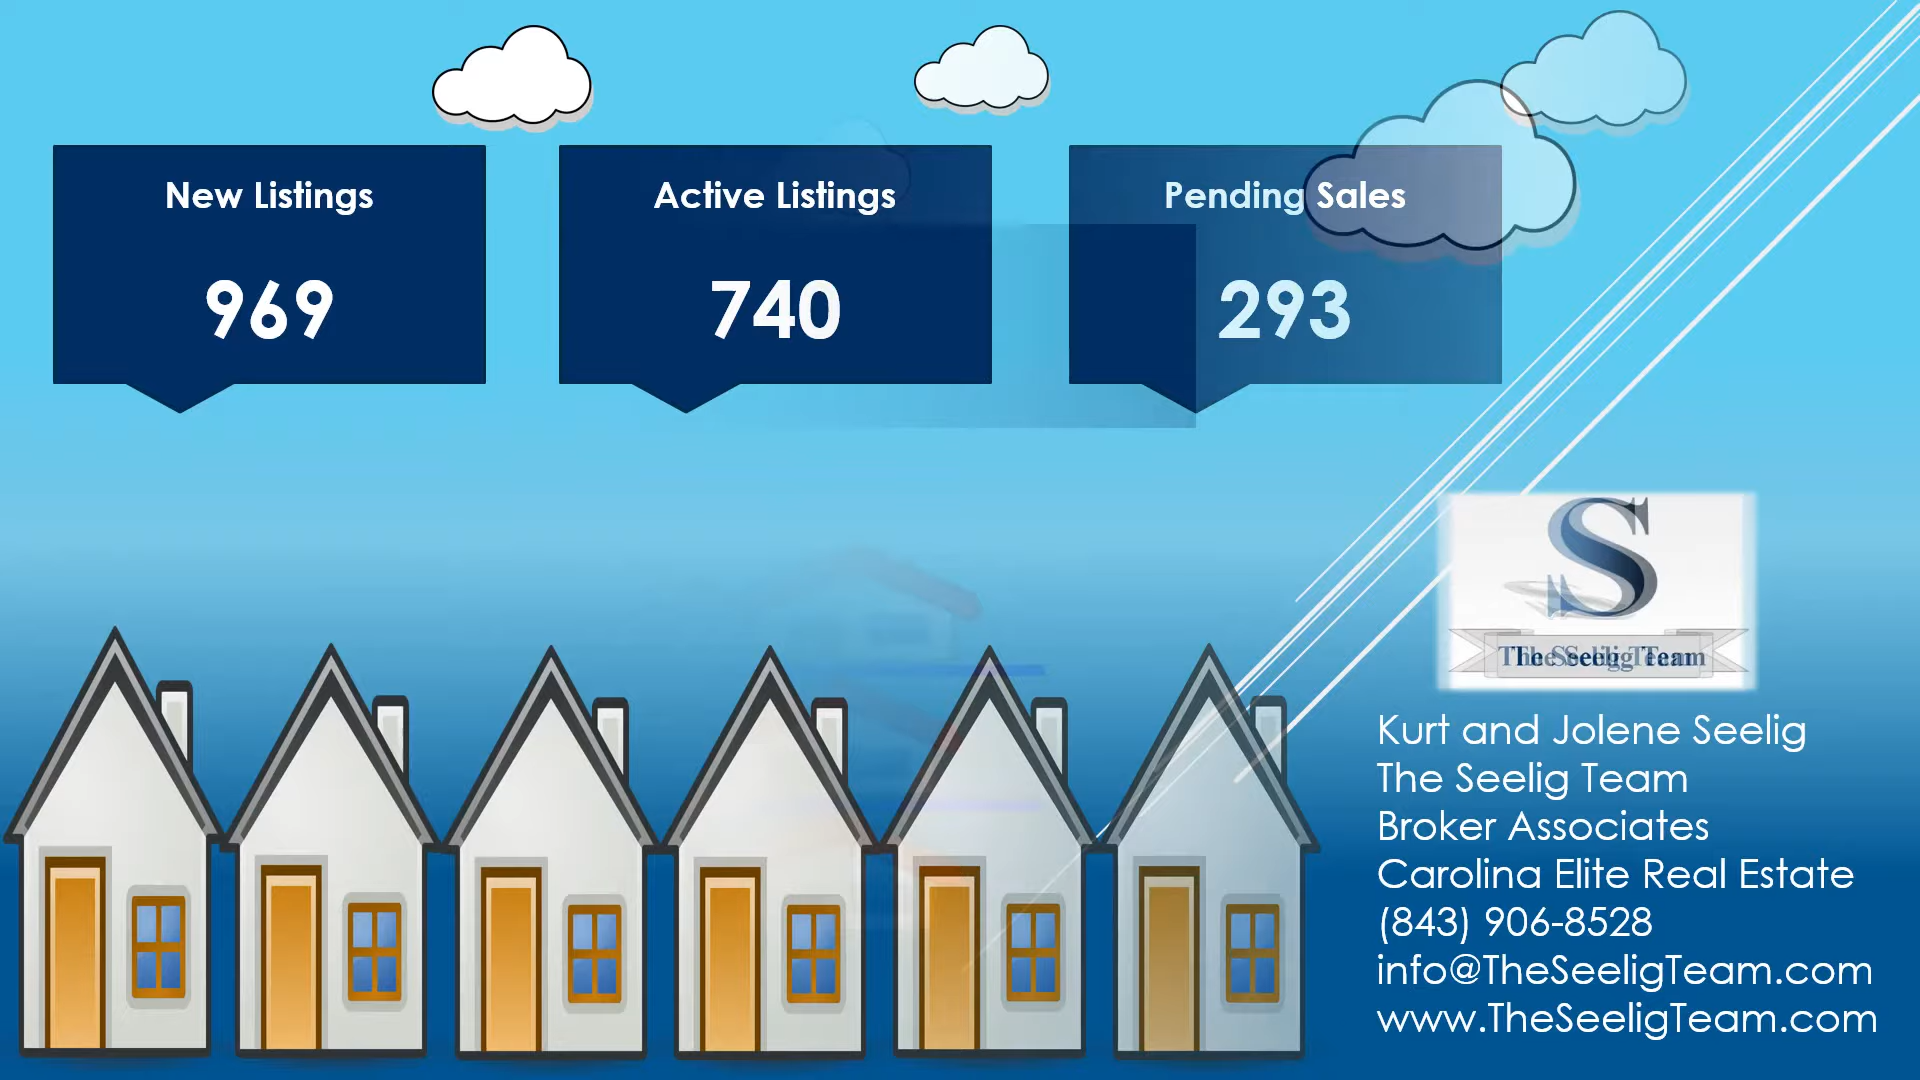 New Listings
969
Active Listings
740
Pending Sales
293
S
The Seelig Team
Kurt and Jolene Seelig
The Seelig Team
Broker Associates
Carolina Elite Real Estate
(843) 906-8528
info@TheSeeligTeam.com
www.TheSeeligTeam.com